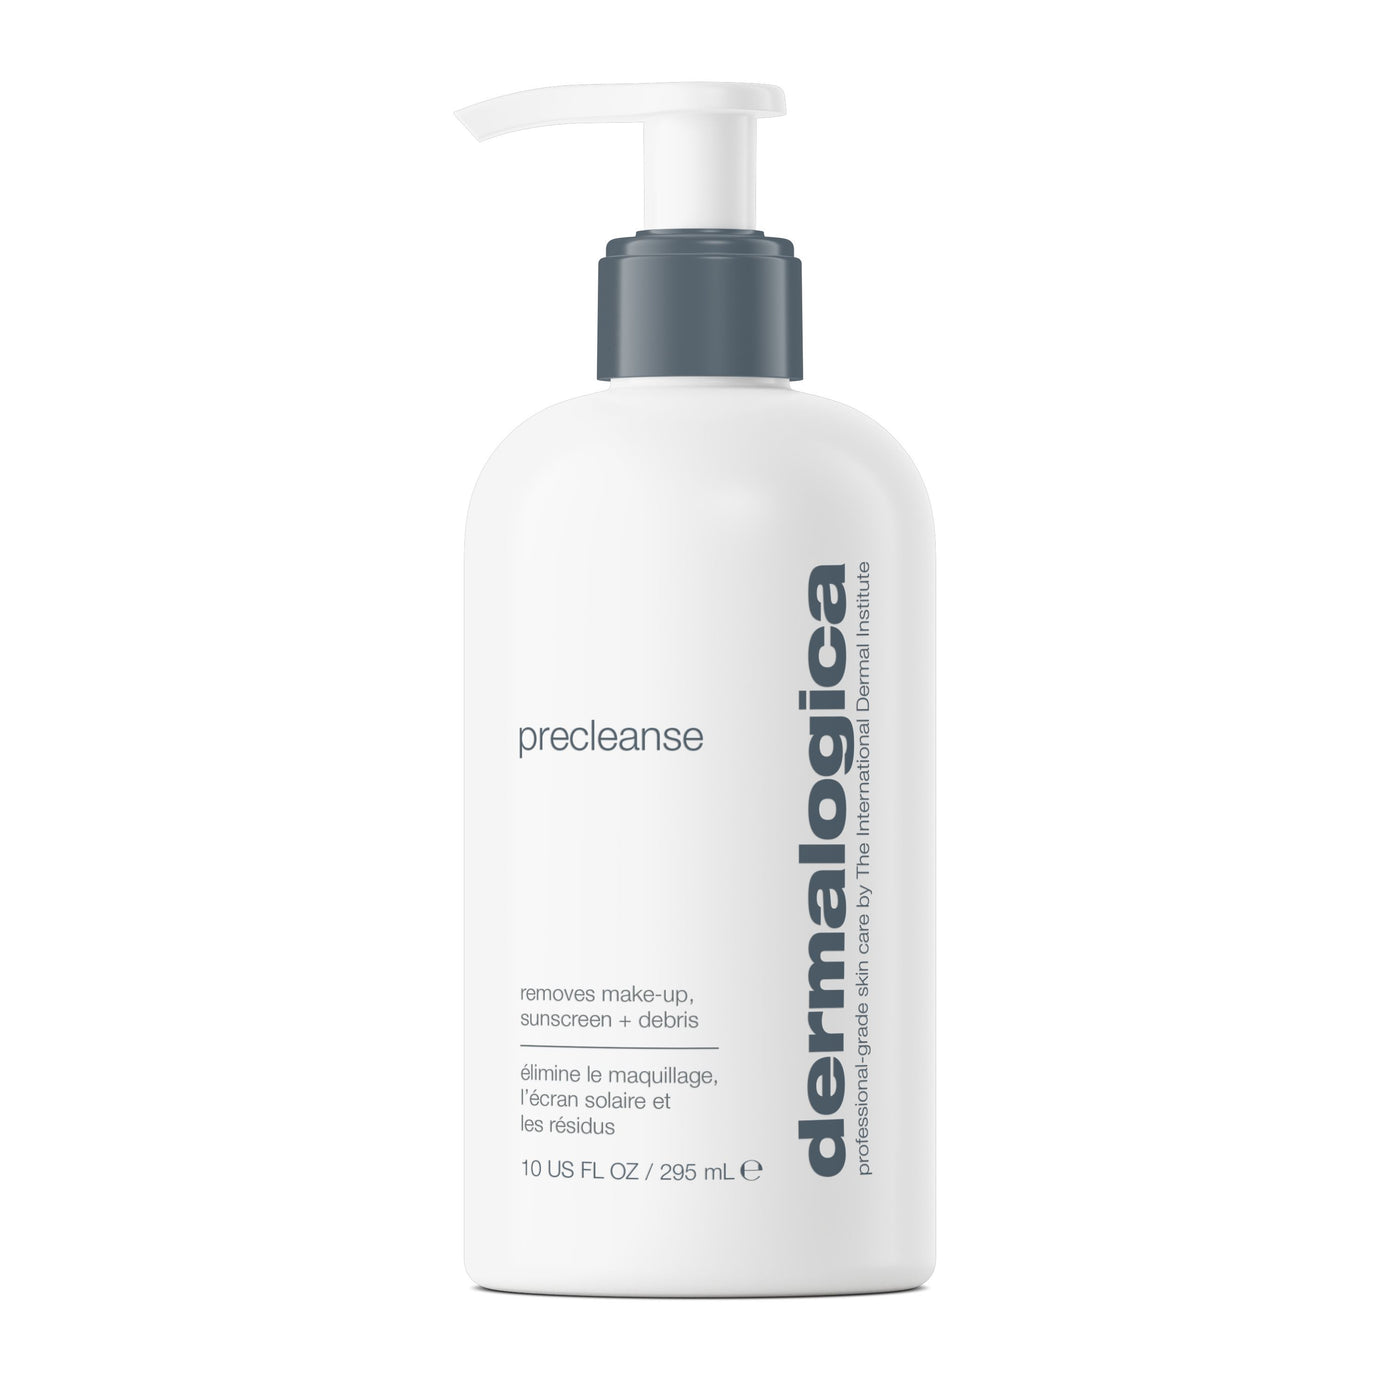 precleanse
removes make-up,
sunscreen + debris
élimine le maquillage,
l'écran solaire et
les résidus
10 US FL OZ / 295 mL ℮
dermalogica
professional-grade skin care by The International Dermal Institute